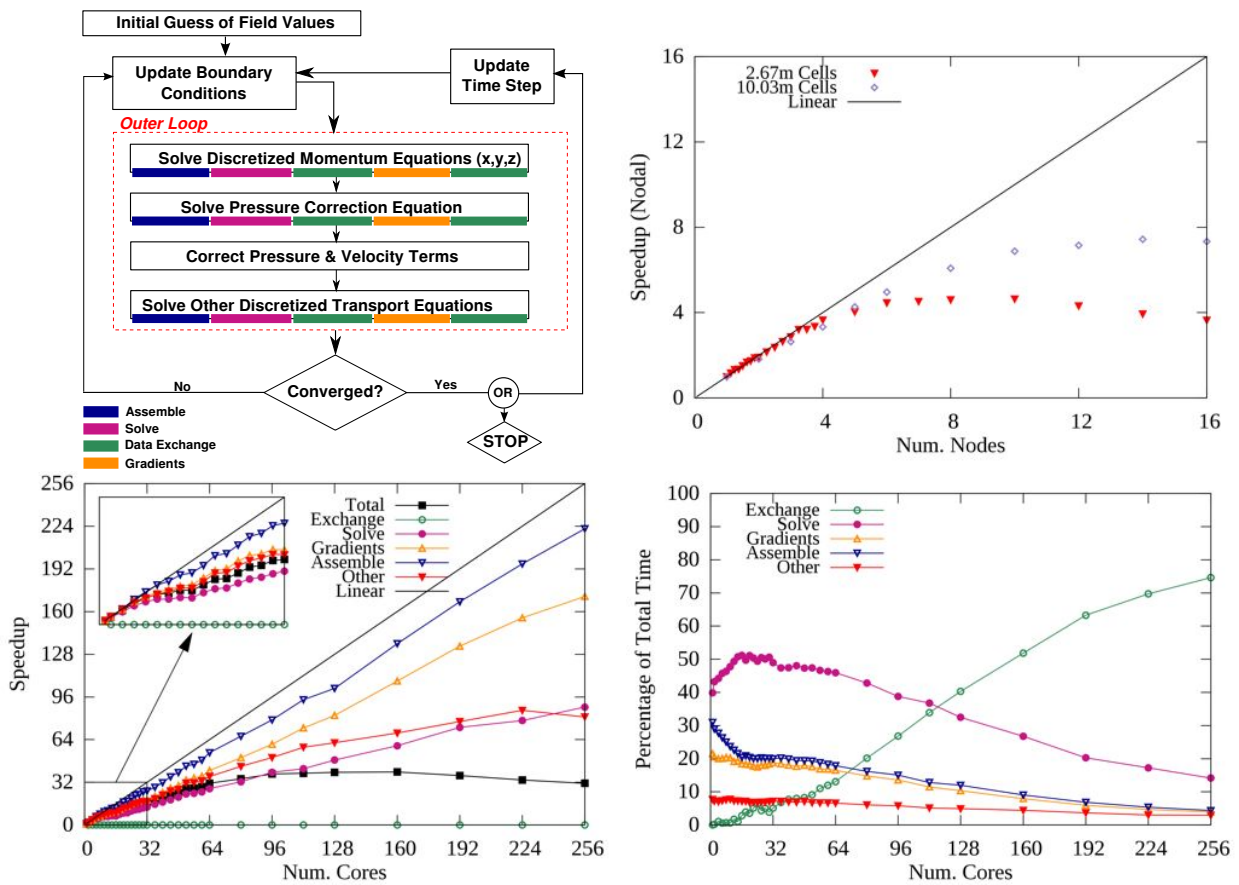 Initial Guess of Field Values
Update Boundary
Conditions
Update
Time Step
Outer Loop
Solve Discretized Momentum Equations (x,y,z)
Solve Pressure Correction Equation
Correct Pressure & Velocity Terms
Solve Other Discretized Transport Equations
No
Converged?
Yes
OR
STOP
Assemble
Solve
Data Exchange
Gradients
16
12
8
4
0
Speedup (Nodal)
2.67m Cells
10.03m Cells
Linear
0 4 8 12 16
Num. Nodes
256
224
192
160
128
96
64
32
0
Speedup
Total
Exchange
Solve
Gradients
Assemble
Other
Linear
0 32 64 96 128 160 192 224 256
Num. Cores
100
90
80
70
60
50
40
30
20
10
0
Percentage of Total Time
Exchange
Solve
Gradients
Assemble
Other
0 32 64 96 128 160 192 224 256
Num. Cores